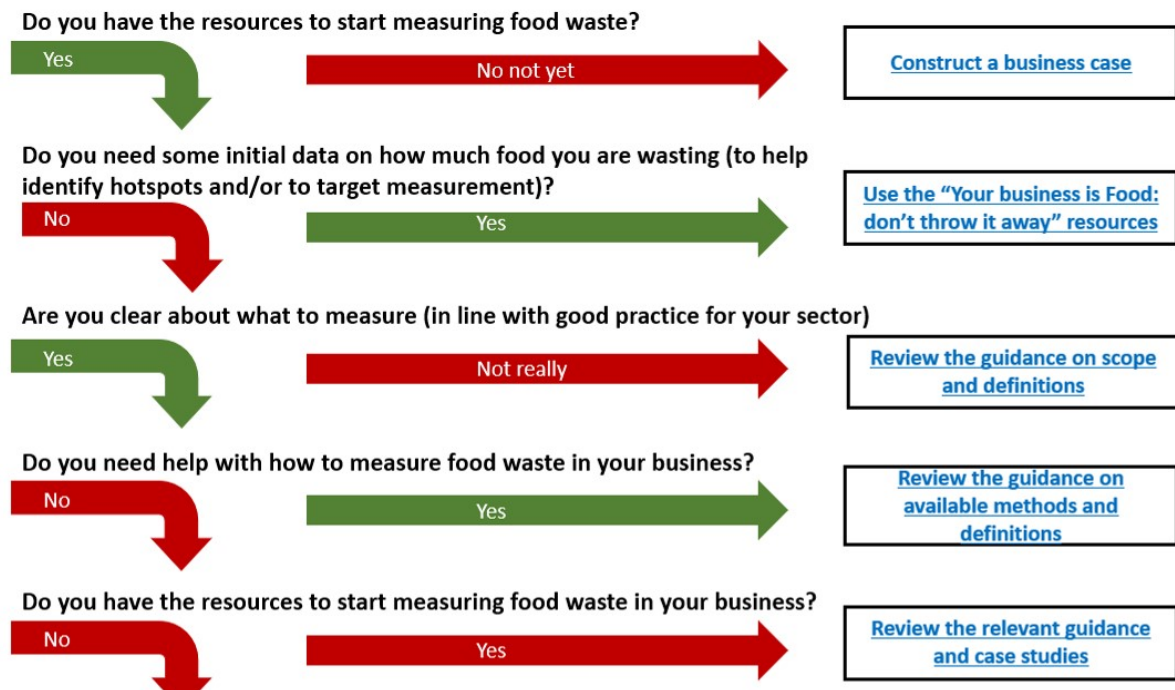 Do you have the resources to start measuring food waste?
Yes
No not yet
Construct a business case
Do you need some initial data on how much food you are wasting (to help
identify hotspots and/or to target measurement)?
No
Yes
Use the “Your business is Food:
don’t throw it away” resources
Are you clear about what to measure (in line with good practice for your sector)
Yes
Not really
Review the guidance on scope
and definitions
Do you need help with how to measure food waste in your business?
No
Yes
Review the guidance on
available methods and
definitions
Do you have the resources to start measuring food waste in your business?
No
Yes
Review the relevant guidance
and case studies